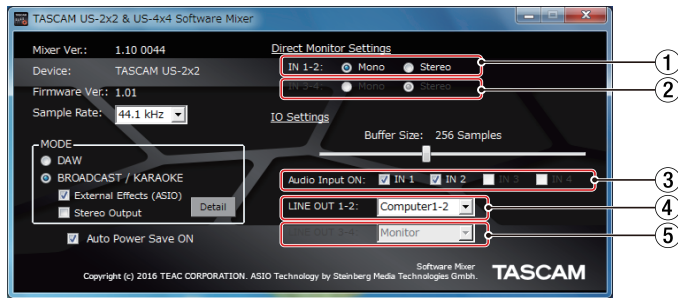 TASCAM US-2x2 & US-4x4 Software Mixer
Mixer Ver.: 1.10 0044
Device: TASCAM US-2x2
Firmware Ver.: 1.01
Sample Rate: 44.1 kHz
MODE
DAW
BROADCAST / KARAOKE
External Effects (ASIO)
Stereo Output
Detail
Auto Power Save ON
Direct Monitor Settings
IN 1-2: Mono Stereo
1
IN 3-4: Mono Stereo
2
IO Settings
Buffer Size: 256 Samples
Audio Input ON: IN 1 IN 2 IN 3 IN 4
3
LINE OUT 1-2: Computer1-2
4
LINE OUT 3-4: Monitor
5
Software Mixer
Copyright (c) 2016 TEAC CORPORATION. ASIO Technology by Steinberg Media Technologies Gmbh.
TASCAM